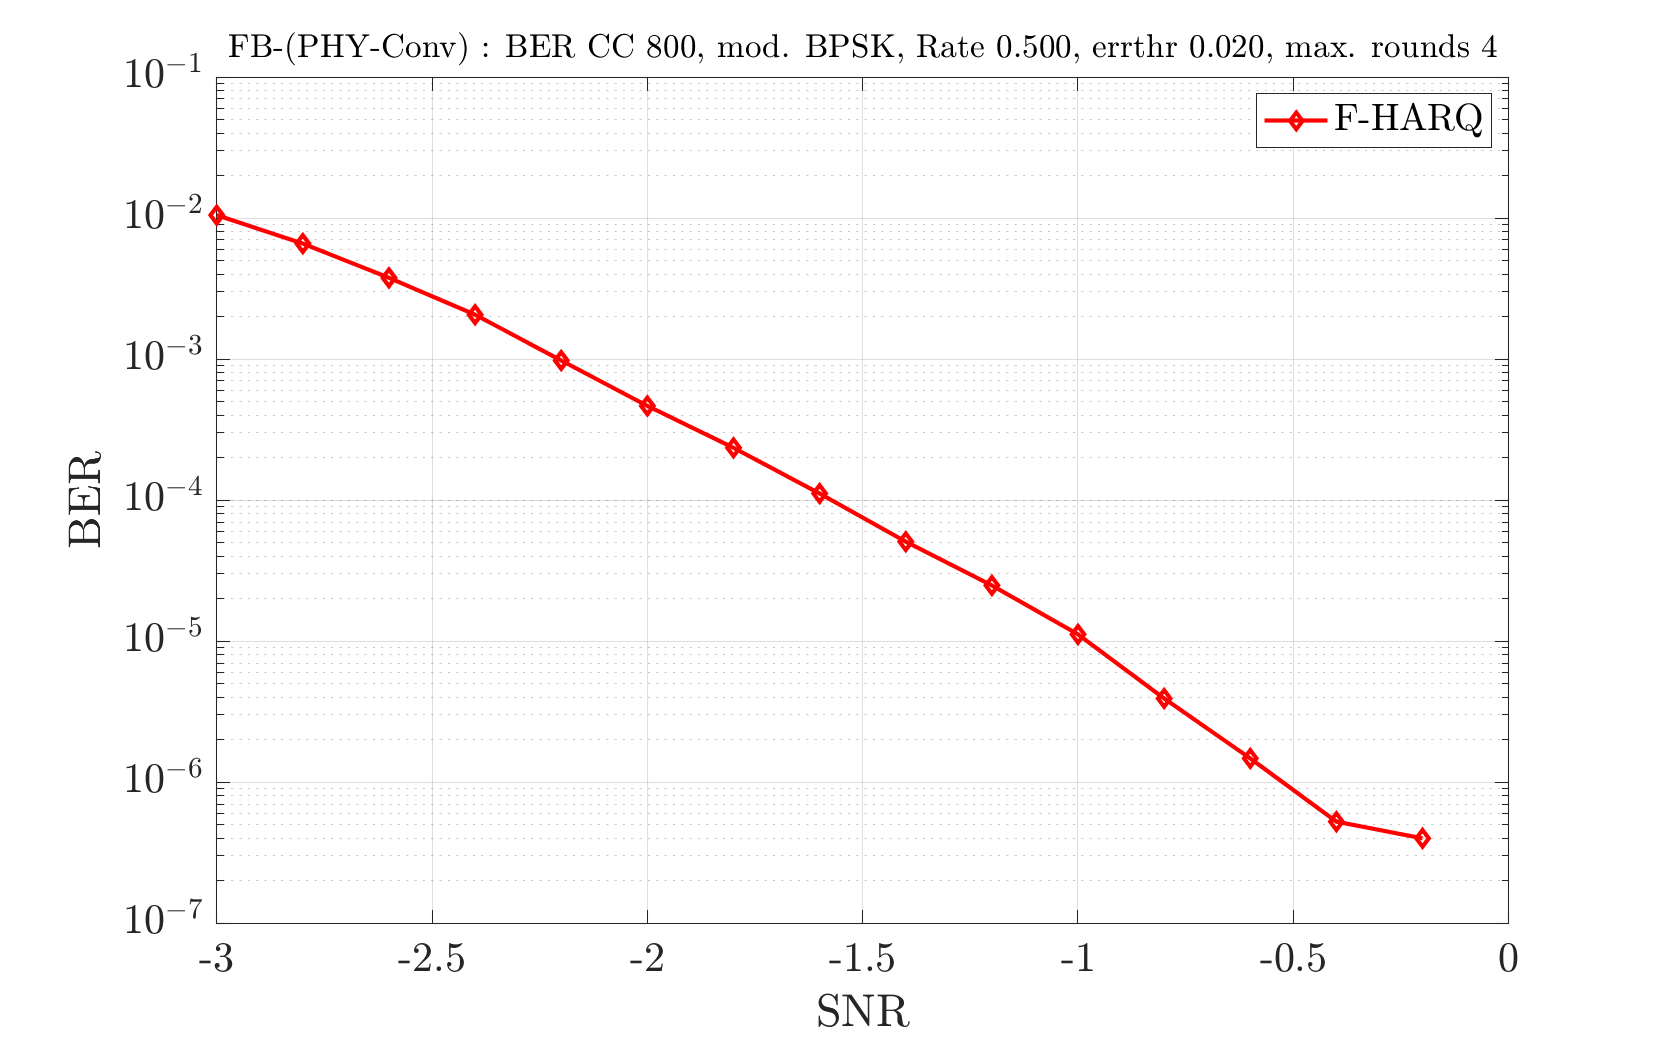 FB-(PHY-Conv) : BER CC 800, mod. BPSK, Rate 0.500, errthr 0.020, max. rounds 4
F-HARQ
BER
10⁻¹
10⁻²
10⁻³
10⁻⁴
10⁻⁵
10⁻⁶
10⁻⁷
-3 -2.5 -2 -1.5 -1 -0.5 0
SNR